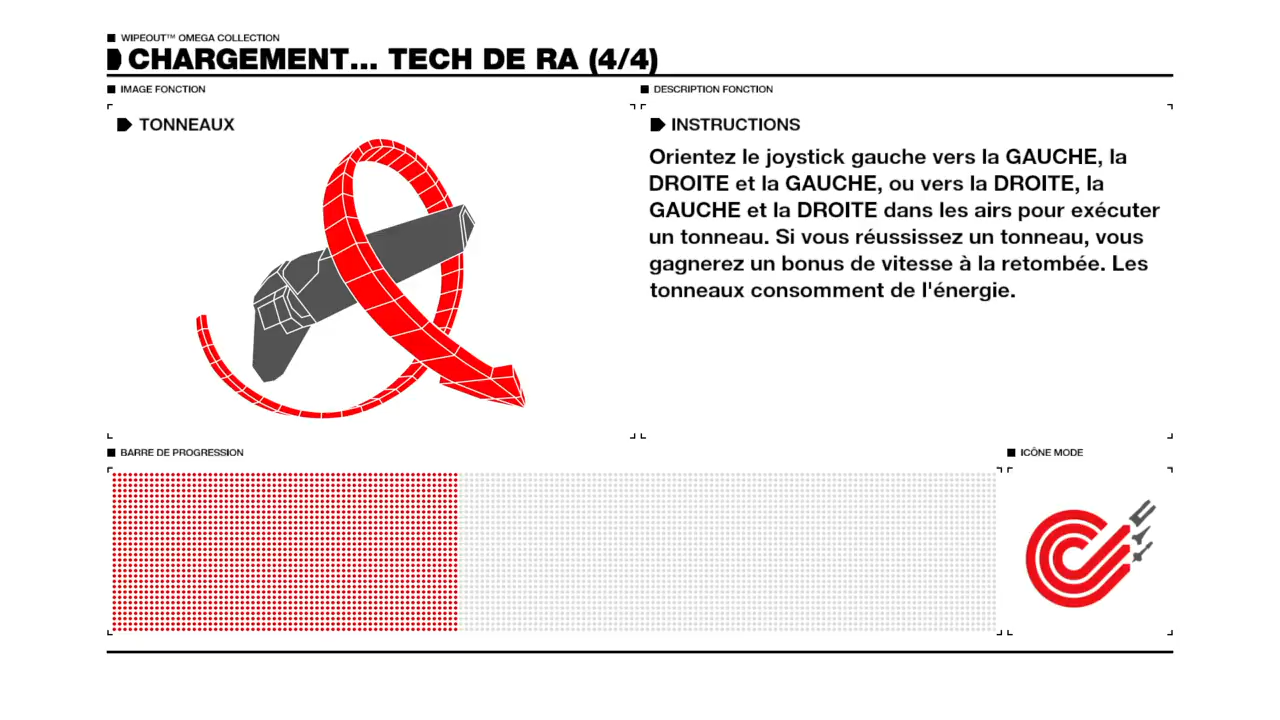 WIPEOUT™ OMEGA COLLECTION
CHARGEMENT... TECH DE RA (4/4)
IMAGE FONCTION
TONNEAUX
DESCRIPTION FONCTION
INSTRUCTIONS
Orientez le joystick gauche vers la GAUCHE, la
DROITE et la GAUCHE, ou vers la DROITE, la
GAUCHE et la DROITE dans les airs pour exécuter
un tonneau. Si vous réussissez un tonneau, vous
gagnerez un bonus de vitesse à la retombée. Les
tonneaux consomment de l'énergie.
BARRE DE PROGRESSION
ICÔNE MODE